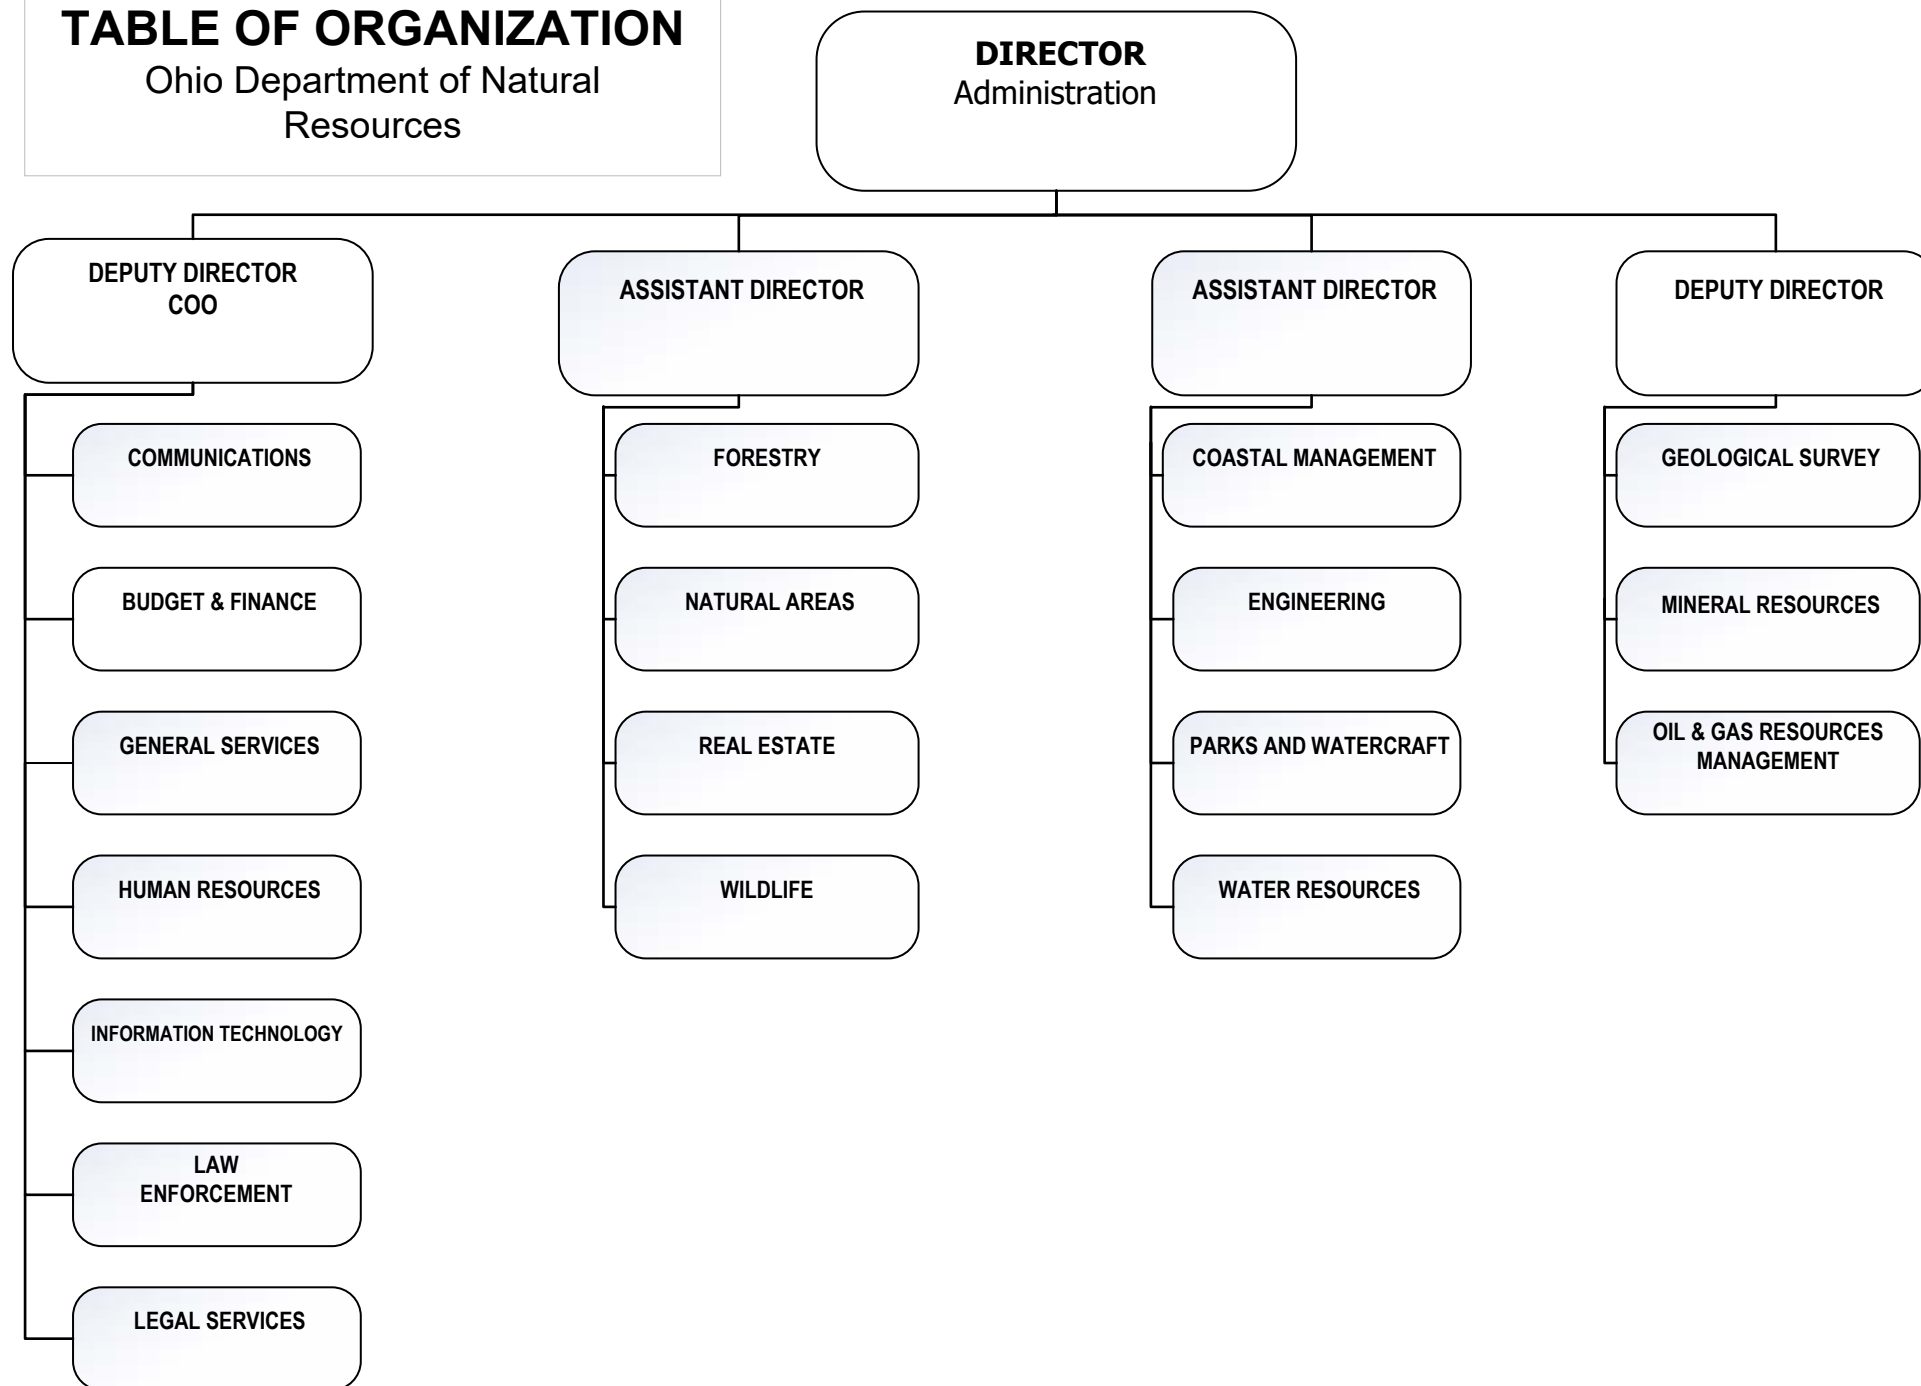 TABLE OF ORGANIZATION
Ohio Department of Natural
Resources
DIRECTOR
Administration
DEPUTY DIRECTOR
COO
ASSISTANT DIRECTOR
ASSISTANT DIRECTOR
DEPUTY DIRECTOR
COMMUNICATIONS
BUDGET & FINANCE
GENERAL SERVICES
HUMAN RESOURCES
INFORMATION TECHNOLOGY
LAW
ENFORCEMENT
LEGAL SERVICES
FORESTRY
NATURAL AREAS
REAL ESTATE
WILDLIFE
COASTAL MANAGEMENT
ENGINEERING
PARKS AND WATERCRAFT
WATER RESOURCES
GEOLOGICAL SURVEY
MINERAL RESOURCES
OIL & GAS RESOURCES
MANAGEMENT